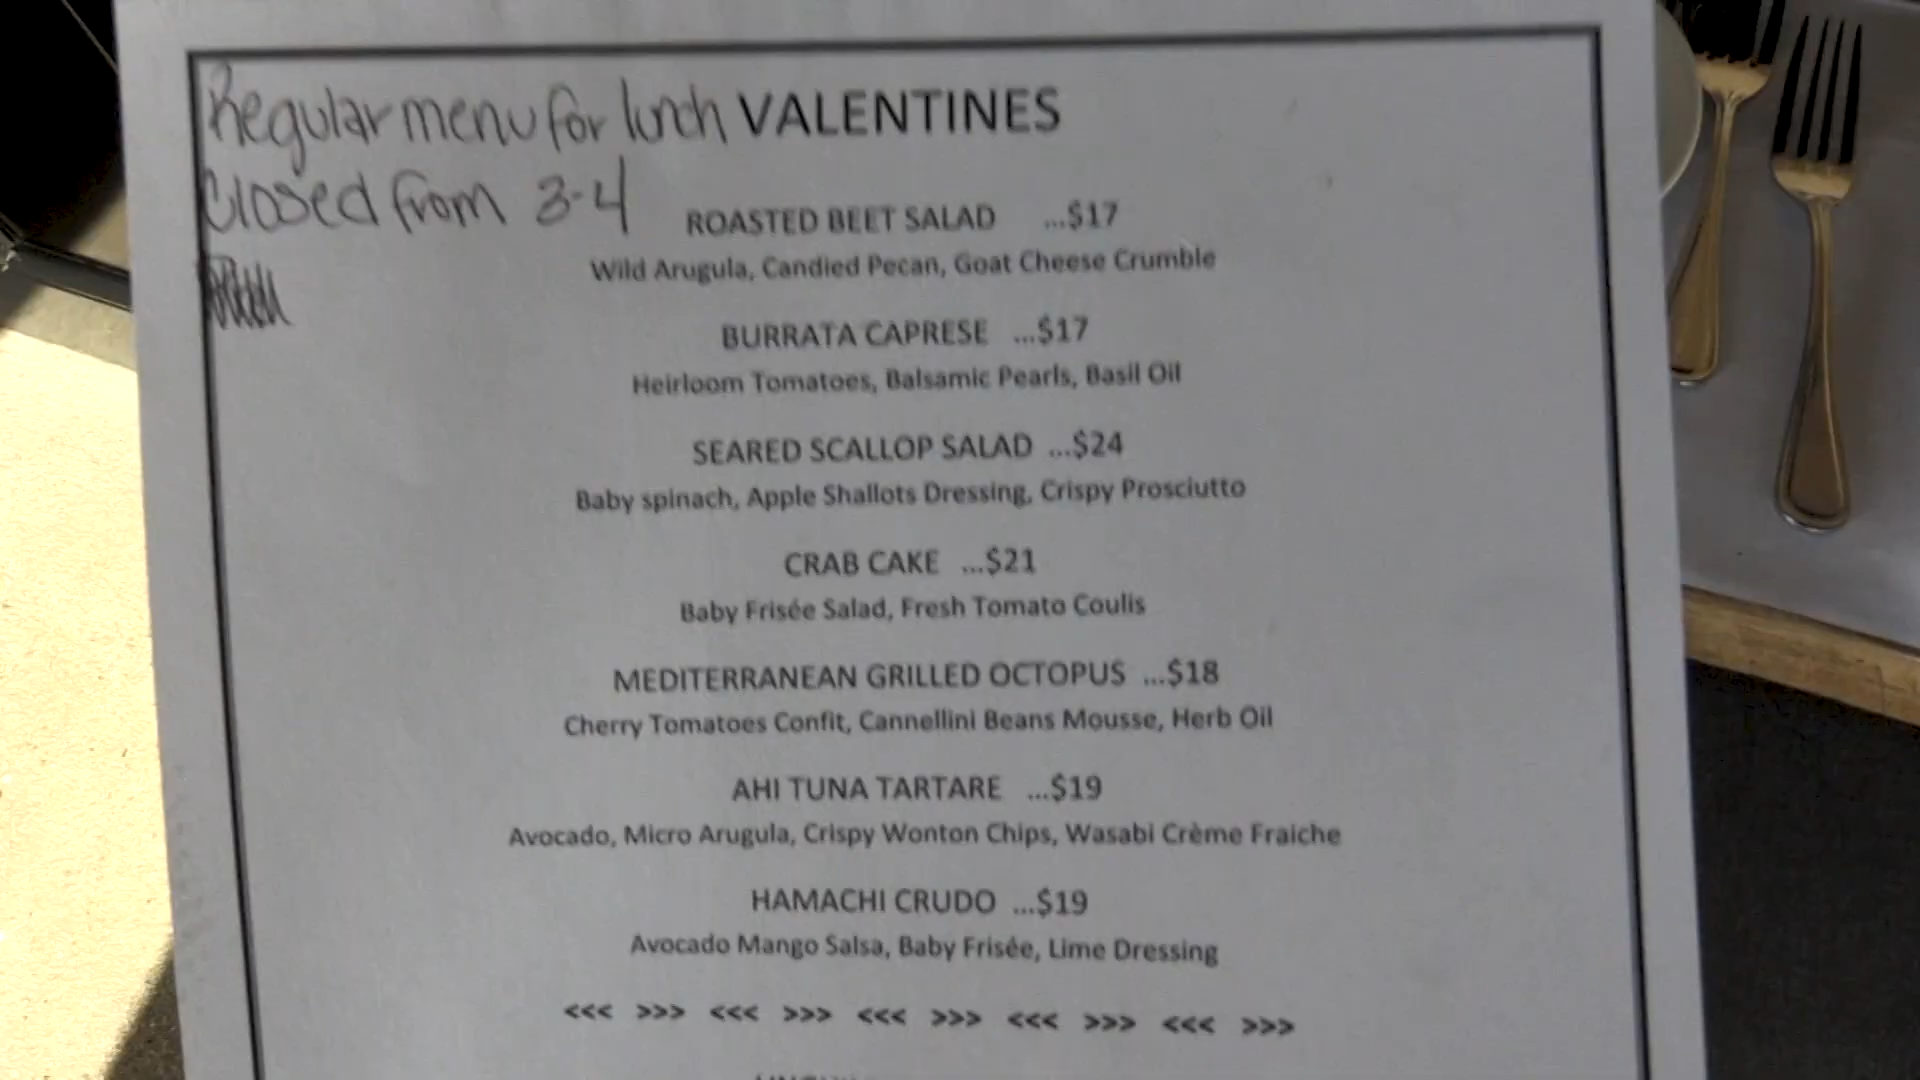 Regular menu for lunch VALENTINES
Closed from 3-4
ROASTED BEET SALAD ...$17
Wild Arugula, Candied Pecan, Goat Cheese Crumble
BURRATA CAPRESE ...$17
Heirloom Tomatoes, Balsamic Pearls, Basil Oil
SEARED SCALLOP SALAD ...$24
Baby spinach, Apple Shallots Dressing, Crispy Prosciutto
CRAB CAKE ...$21
Baby Frisée Salad, Fresh Tomato Coulis
MEDITERRANEAN GRILLED OCTOPUS ...$18
Cherry Tomatoes Confit, Cannellini Beans Mousse, Herb Oil
AHI TUNA TARTARE ...$19
Avocado, Micro Arugula, Crispy Wonton Chips, Wasabi Crème Fraiche
HAMACHI CRUDO ...$19
Avocado Mango Salsa, Baby Frisée, Lime Dressing
<<< >>> <<< >>> <<< >>> <<< >>> <<< >>>